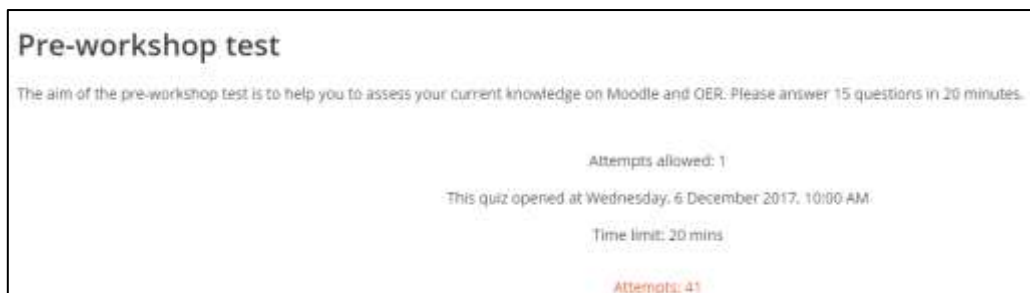 Pre-workshop test
The aim of the pre-workshop test is to help you to assess your current knowledge on Moodle and OER. Please answer 15 questions in 20 minutes.
Attempts allowed: 1
This quiz opened at Wednesday, 6 December 2017, 10:00 AM
Time limit: 20 mins
Attempts: 41